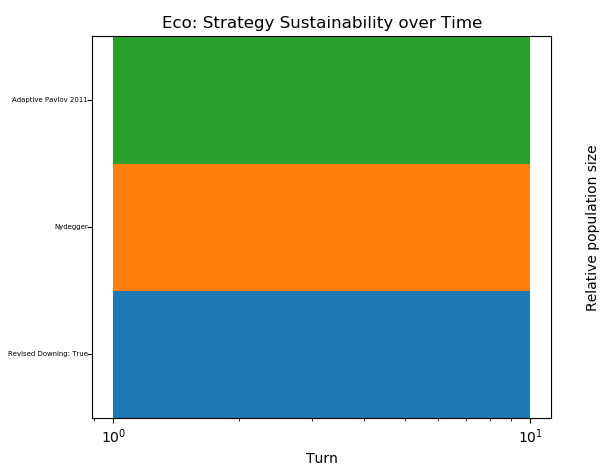 Eco: Strategy Sustainability over Time
Adaptive Pavlov 2011
Nydegger
Revised Downing: True
Relative population size
10^0
10^1
Turn